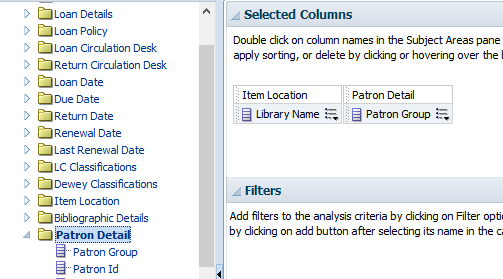 Loan Details
Loan Policy
Loan Circulation Desk
Return Circulation Desk
Loan Date
Due Date
Return Date
Renewal Date
Last Renewal Date
LC Classifications
Dewey Classifications
Item Location
Bibliographic Details
Patron Detail
Patron Group
Patron Id
Selected Columns
Double click on column names in the Subject Areas pane
apply sorting, or delete by clicking or hovering over the b
Item Location Patron Detail
Library Name Patron Group
Filters
Add filters to the analysis criteria by clicking on Filter opti
by clicking on add button after selecting its name in the ca